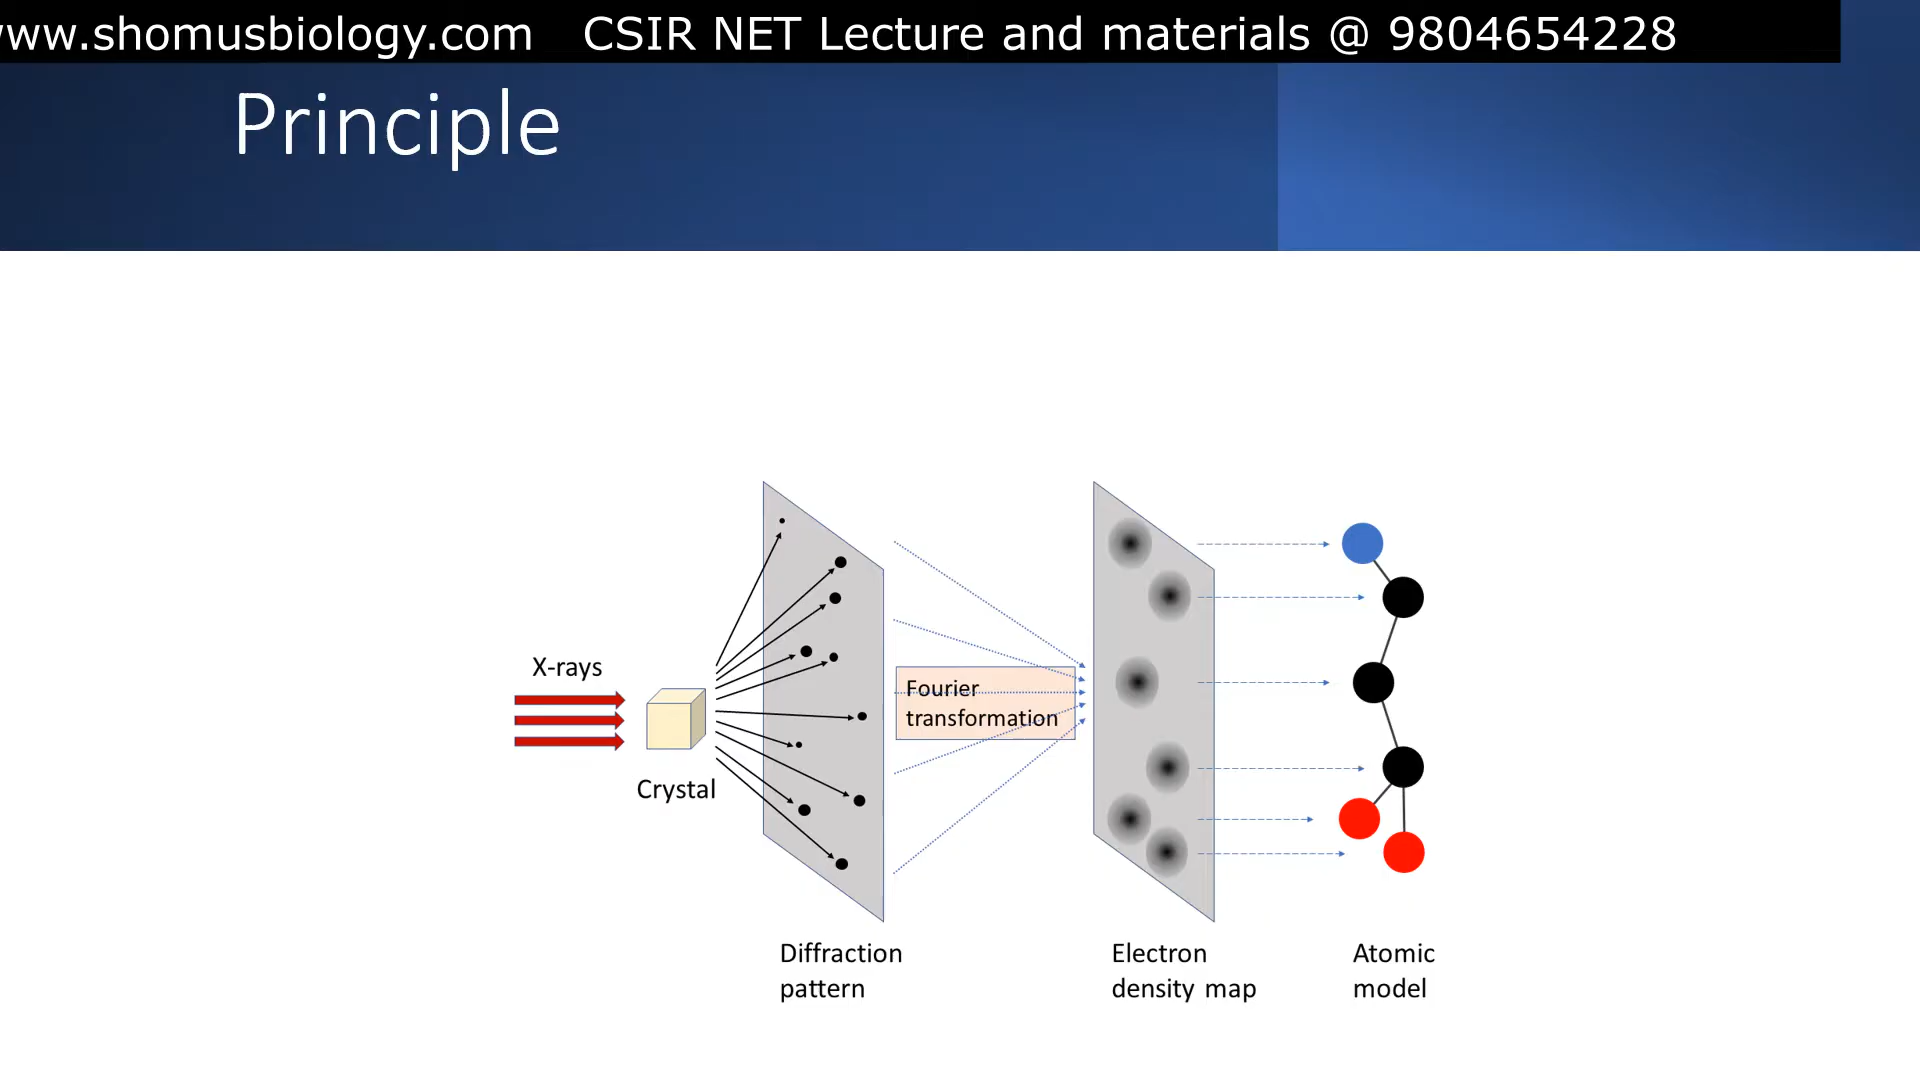 www.shomusbiology.com CSIR NET Lecture and materials @ 9804654228
Principle
X-rays
Crystal
Fourier
transformation
Diffraction
pattern
Electron
density map
Atomic
model